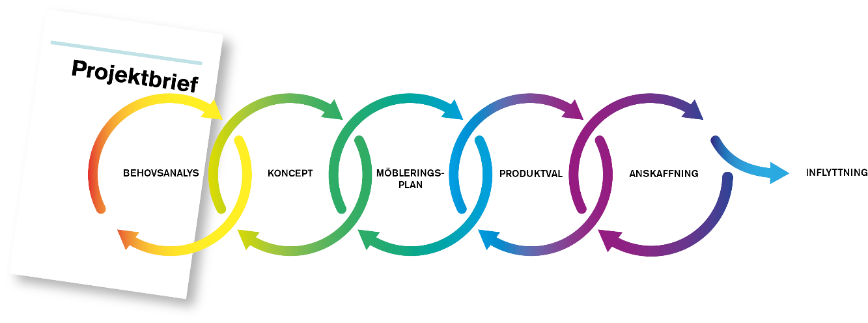 Projektbrief
BEHOVSANALYS
KONCEPT
MÖBLERINGS-
PLAN
PRODUKTVAL
ANSKAFFNING
INFLYTTNING